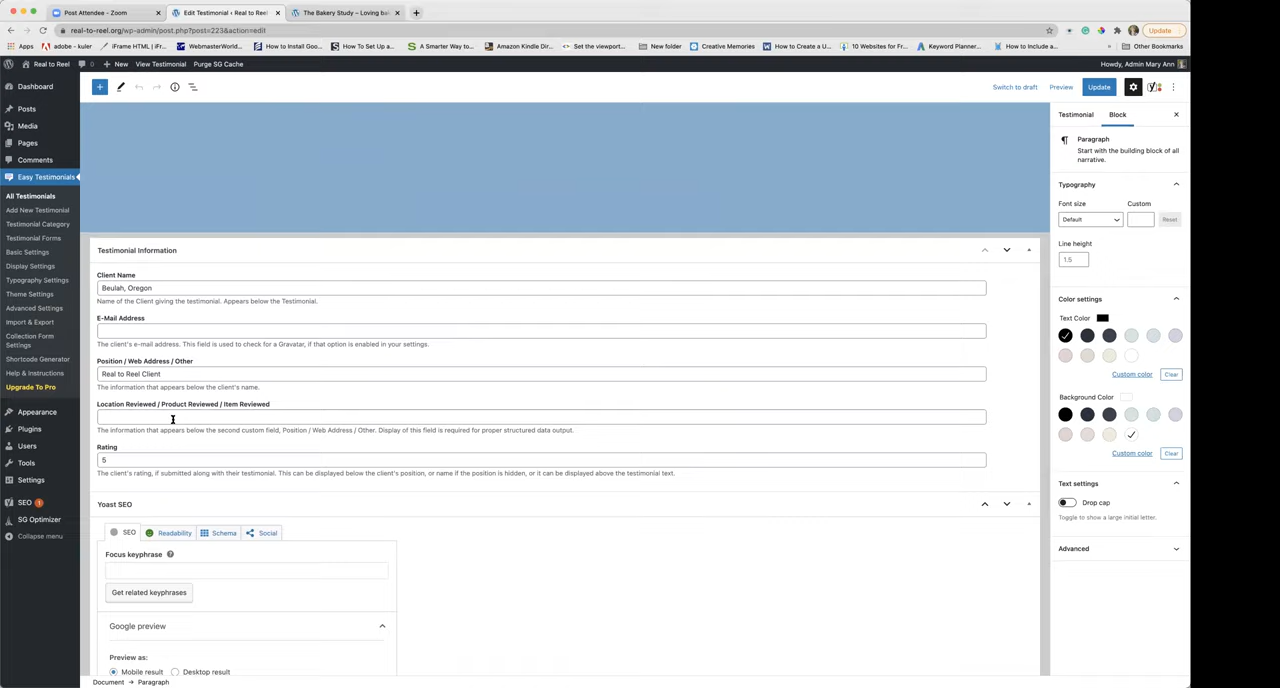 Post Attendee - Zoom
Edit Testimonial ‹ Real to Reel
The Bakery Study – Loving be
real-to-reel.org/wp-admin/post.php?post=223&action=edit
Update
Apps
adobe - kuler
iFrame HTML (iFr...
WebmasterWorld...
How to Install Goo...
How To Set Up a...
A Smarter Way to...
Amazon Kindle Dir...
Set the viewport...
New folder
Creative Memories
How to Create a U...
10 Websites for Fr...
Keyword Planner...
How to Include a...
Other Bookmarks
Real to Reel
0
New
View Testimonial
Purge SG Cache
Howdy, Admin Mary Ann
Dashboard
Posts
Media
Pages
Comments
Easy Testimonials
All Testimonials
Add New Testimonial
Testimonial Category
Testimonial Forms
Basic Settings
Display Settings
Typography Settings
Theme Settings
Advanced Settings
Import & Export
Collection Form
Settings
Shortcode Generator
Help & Instructions
Upgrade To Pro
Appearance
Plugins
Users
Tools
Settings
SEO 1
SG Optimizer
Collapse menu
Switch to draft
Preview
Update
Testimonial Information
Client Name
Beulah, Oregon
Name of the Client giving the testimonial. Appears below the Testimonial.
E-Mail Address
The client's e-mail address. This field is used to check for a Gravatar, if that option is enabled in your settings.
Position / Web Address / Other
Real to Reel Client
The information that appears below the client's name.
Location Reviewed / Product Reviewed / Item Reviewed
The information that appears below the second custom field, Position / Web Address / Other. Display of this field is required for proper structured data output.
Rating
5
The client's rating, if submitted along with their testimonial. This can be displayed below the client's position, or name if the position is hidden, or it can be displayed above the testimonial text.
Yoast SEO
SEO
Readability
Schema
Social
Focus keyphrase
Get related keyphrases
Google preview
Preview as:
Mobile result
Desktop result
Document → Paragraph
Testimonial
Block
Paragraph
Start with the building block of all
narrative.
Typography
Font size
Custom
Default
Reset
Line height
1.5
Color settings
Text Color
Custom color
Clear
Background Color
Custom color
Clear
Text settings
Drop cap
Toggle to show a large initial letter.
Advanced